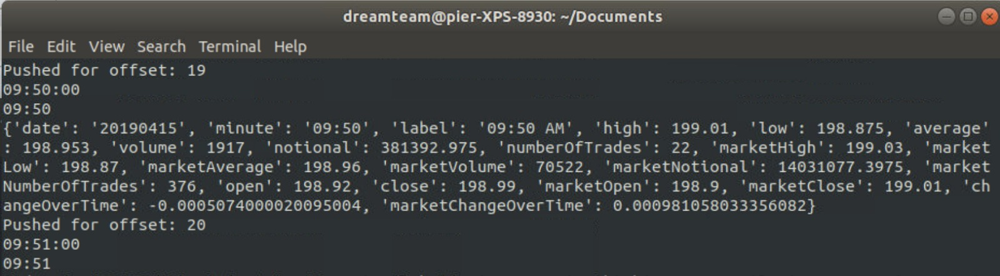 dreamteam@pier-XPS-8930: ~/Documents
File Edit View Search Terminal Help
Pushed for offset: 19
09:50:00
09:50
{'date': '20190415', 'minute': '09:50', 'label': '09:50 AM', 'high': 199.01, 'low': 198.875, 'average'
: 198.953, 'volume': 1917, 'notional': 381392.975, 'numberOfTrades': 22, 'marketHigh': 199.03, 'market
Low': 198.87, 'marketAverage': 198.96, 'marketVolume': 70522, 'marketNotional': 14031077.3975, 'market
NumberOfTrades': 376, 'open': 198.92, 'close': 198.99, 'marketOpen': 198.9, 'marketClose': 199.01, 'ch
angeOverTime': -0.0005074000020095004, 'marketChangeOverTime': 0.000981058033356082}
Pushed for offset: 20
09:51:00
09:51